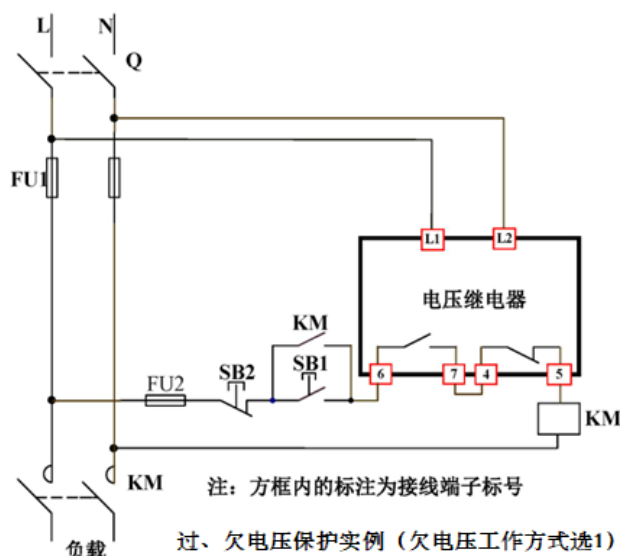 L N
Q
FU1
L1 L2
电压继电器
KM
SB2 SB1
FU2
6 7 4 5
KM
KM
注：方框内的标注为接线端子标号
负载
过、欠电压保护实例（欠电压工作方式选1）